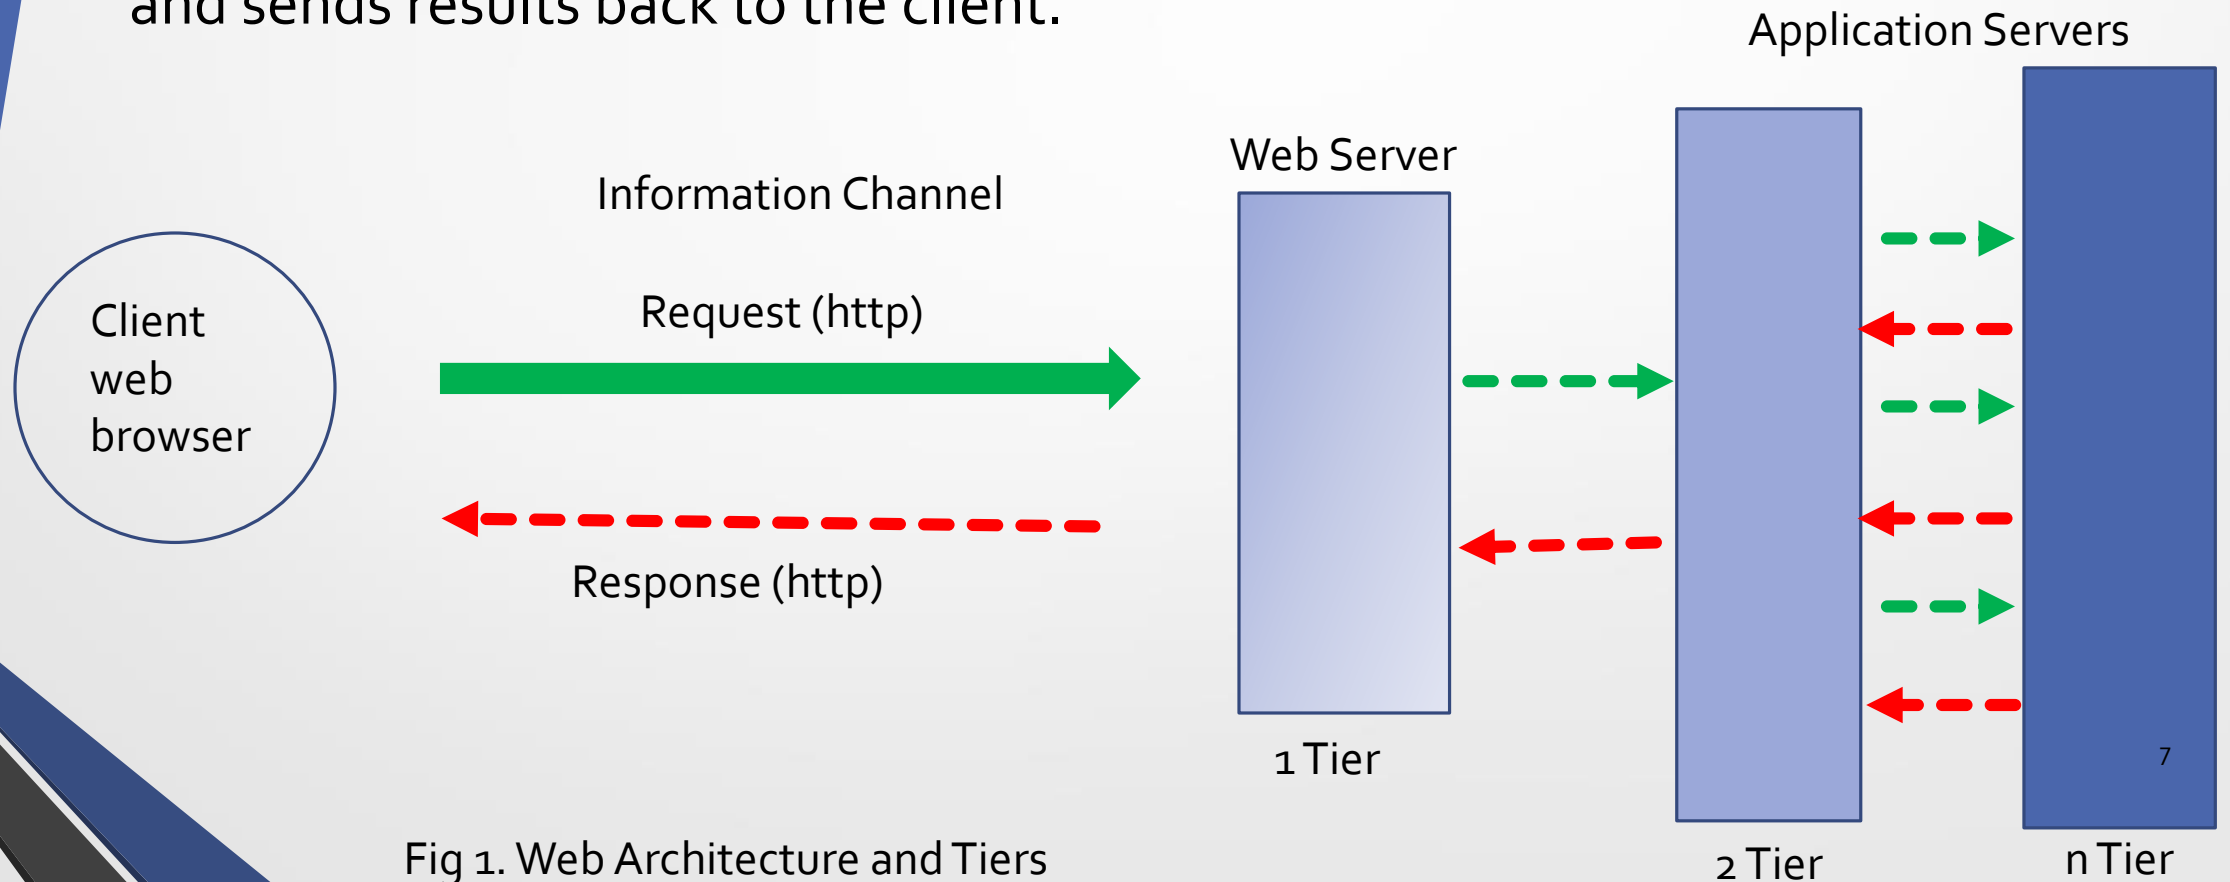 and sends results back to the client.
Application Servers
Web Server
Information Channel
Request (http)
Client
web
browser
Response (http)
1 Tier
7
Fig 1. Web Architecture and Tiers
2 Tier
n Tier